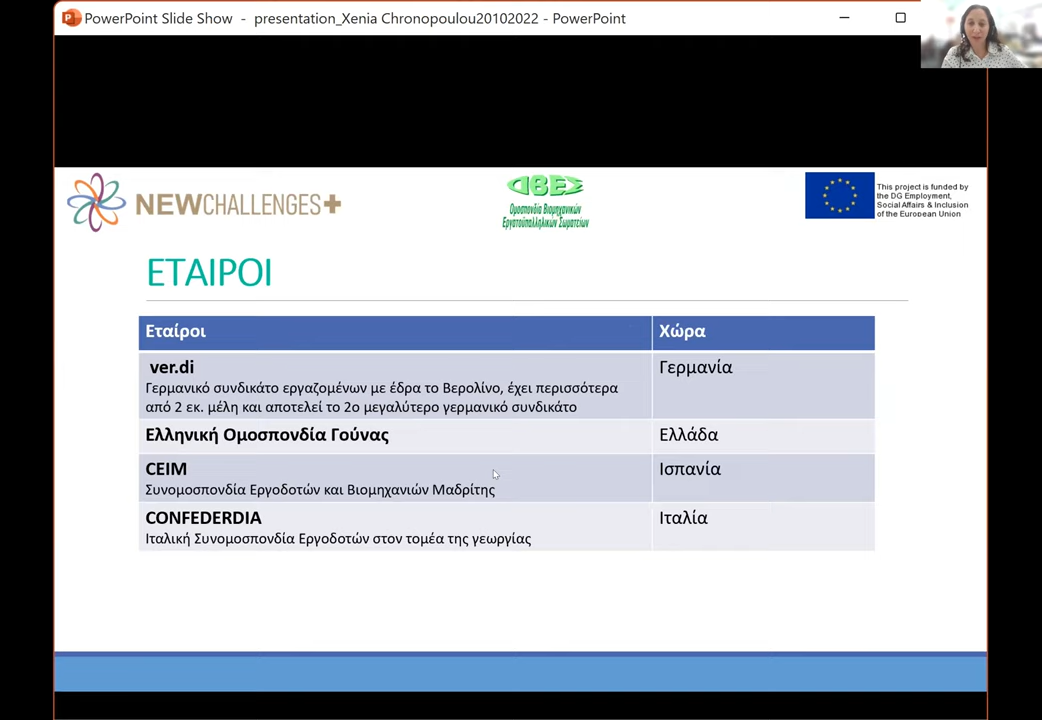 PowerPoint Slide Show - presentation_Xenia Chronopoulou20102022 - PowerPoint
NEWCHALLENGES+
ΟΒΕΣ
Ομοσπονδία Βιομηχανικών
Εργατοϋπαλληλικών Σωματείων
This project is funded by
the DG Employment,
Social Affairs & Inclusion
of the European Union
ΕΤΑΙΡΟΙ
Εταίροι Χώρα
ver.di Γερμανία
Γερμανικό συνδικάτο εργαζομένων με έδρα το Βερολίνο, έχει περισσότερα
από 2 εκ. μέλη και αποτελεί το 2ο μεγαλύτερο γερμανικό συνδικάτο
Ελληνική Ομοσπονδία Γούνας Ελλάδα
CEIM Ισπανία
Συνομοσπονδία Εργοδοτών και Βιομηχανιών Μαδρίτης
CONFEDERDIA Ιταλία
Ιταλική Συνομοσπονδία Εργοδοτών στον τομέα της γεωργίας